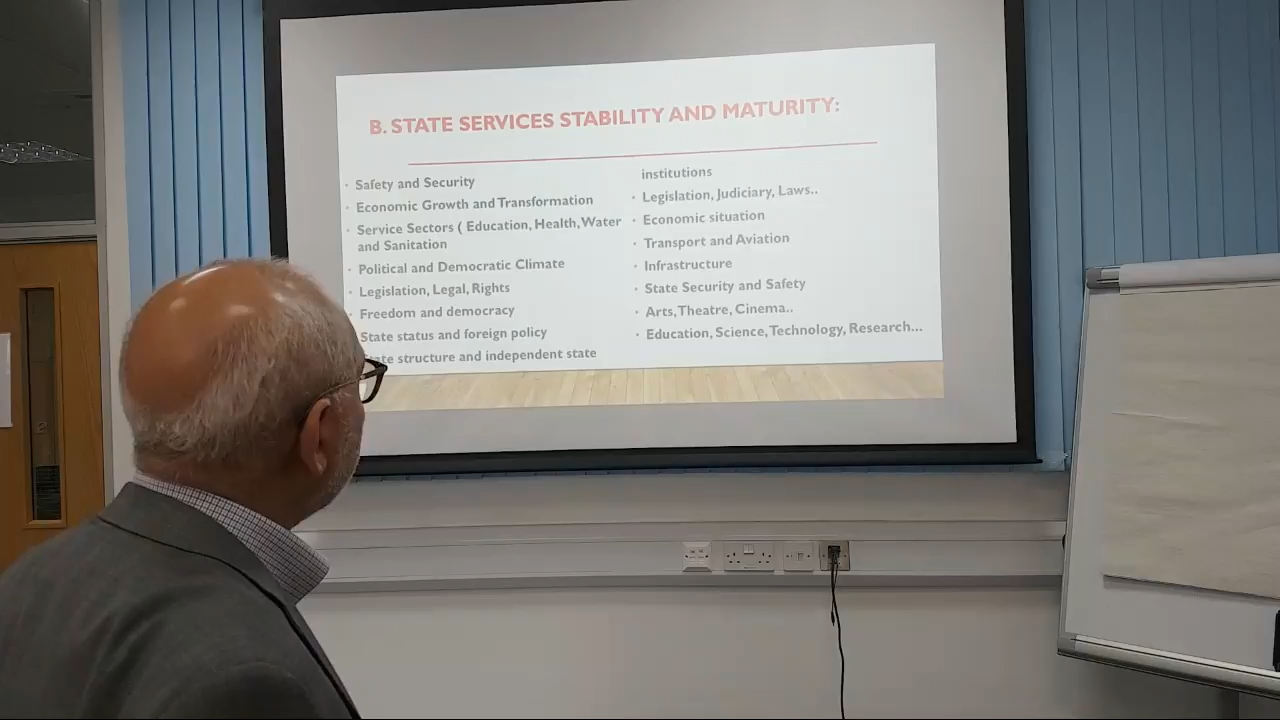 B. STATE SERVICES STABILITY AND MATURITY:
• Safety and Security
• Economic Growth and Transformation
• Service Sectors ( Education, Health, Water
and Sanitation
• Political and Democratic Climate
• Legislation, Legal, Rights
• Freedom and democracy
State status and foreign policy
State structure and independent state
institutions
• Legislation, Judiciary, Laws..
• Economic situation
• Transport and Aviation
• Infrastructure
• State Security and Safety
• Arts, Theatre, Cinema..
• Education, Science, Technology, Research...